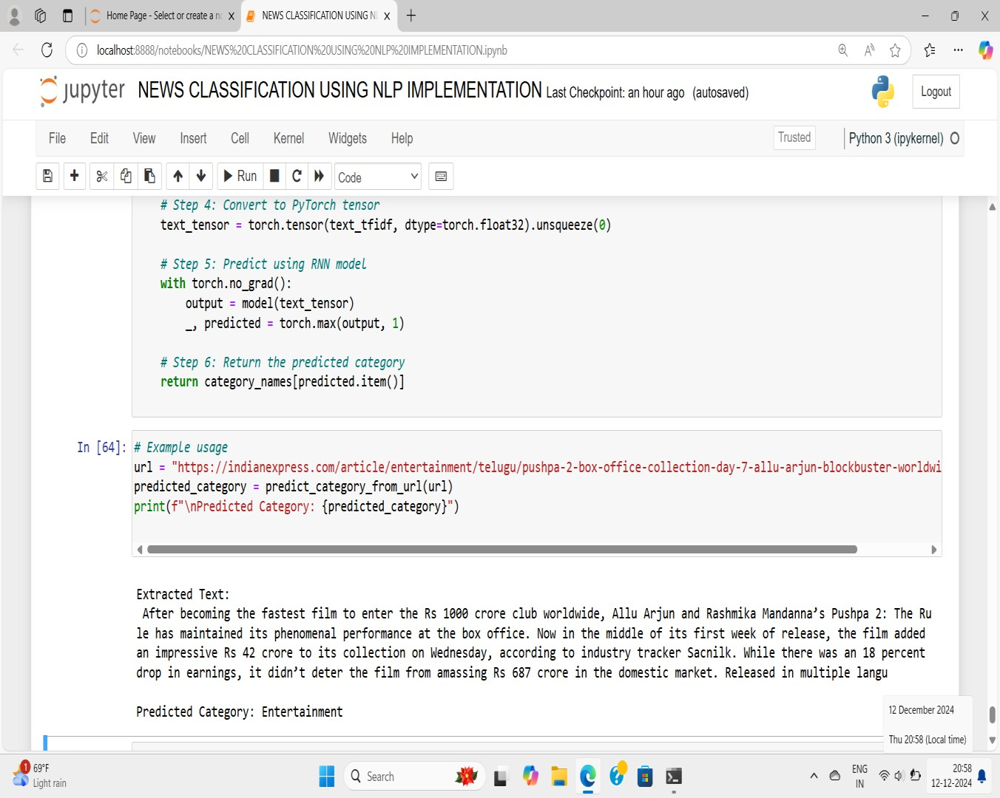 Home Page - Select or create a n
NEWS CLASSIFICATION USING NL
localhost:8888/notebooks/NEWS%20CLASSIFICATION%20USING%20NLP%20IMPLEMENTATION.ipynb
jupyter NEWS CLASSIFICATION USING NLP IMPLEMENTATION Last Checkpoint: an hour ago (autosaved)
Logout
File Edit View Insert Cell Kernel Widgets Help
Trusted
Python 3 (ipykernel)
Run
Code
# Step 4: Convert to PyTorch tensor
text_tensor = torch.tensor(text_tfidf, dtype=torch.float32).unsqueeze(0)
# Step 5: Predict using RNN model
with torch.no_grad():
output = model(text_tensor)
_, predicted = torch.max(output, 1)
# Step 6: Return the predicted category
return category_names[predicted.item()]
In [64]:
# Example usage
url = "https://indianexpress.com/article/entertainment/telugu/pushpa-2-box-office-collection-day-7-allu-arjun-blockbuster-worldwi
predicted_category = predict_category_from_url(url)
print(f"\nPredicted Category: {predicted_category}")
Extracted Text:
After becoming the fastest film to enter the Rs 1000 crore club worldwide, Allu Arjun and Rashmika Mandanna’s Pushpa 2: The Ru
le has maintained its phenomenal performance at the box office. Now in the middle of its first week of release, the film added
an impressive Rs 42 crore to its collection on Wednesday, according to industry tracker Sacnilk. While there was an 18 percent
drop in earnings, it didn’t deter the film from amassing Rs 687 crore in the domestic market. Released in multiple langu
Predicted Category: Entertainment
12 December 2024
Thu 20:58 (Local time)
1
69°F
Light rain
Search
ENG
IN
20:58
12-12-2024